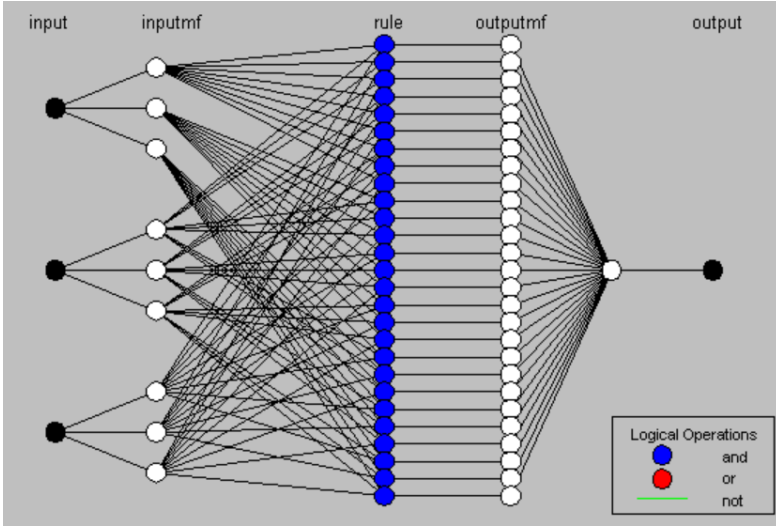 input inputmf rule outputmf output
Logical Operations
and
or
not